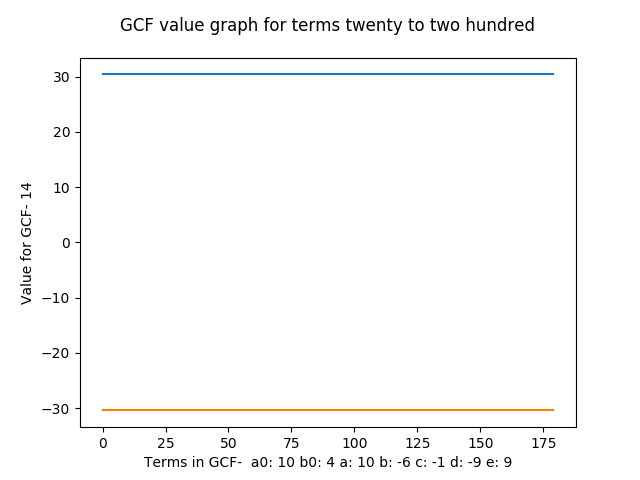 GCF value graph for terms twenty to two hundred
30
20
10
0
−10
−20
−30
Value for GCF- 14
0 25 50 75 100 125 150 175
Terms in GCF-  a0: 10 b0: 4 a: 10 b: -6 c: -1 d: -9 e: 9